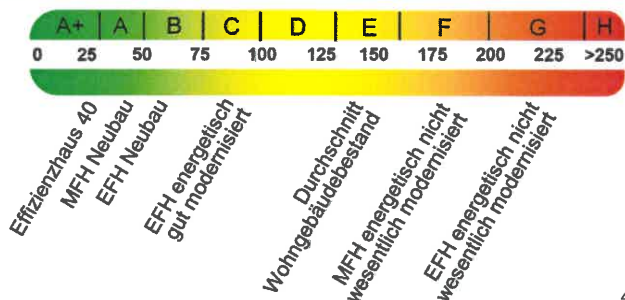 A+ A B C D E F G H
0 25 50 75 100 125 150 175 200 225 >250
Effizienzhaus 40
MFH Neubau
EFH Neubau
EFH energetisch
gut modernisiert
Durchschnitt
Wohngebäudebestand
MFH energetisch nicht
wesentlich modernisiert
EFH energetisch nicht
wesentlich modernisiert